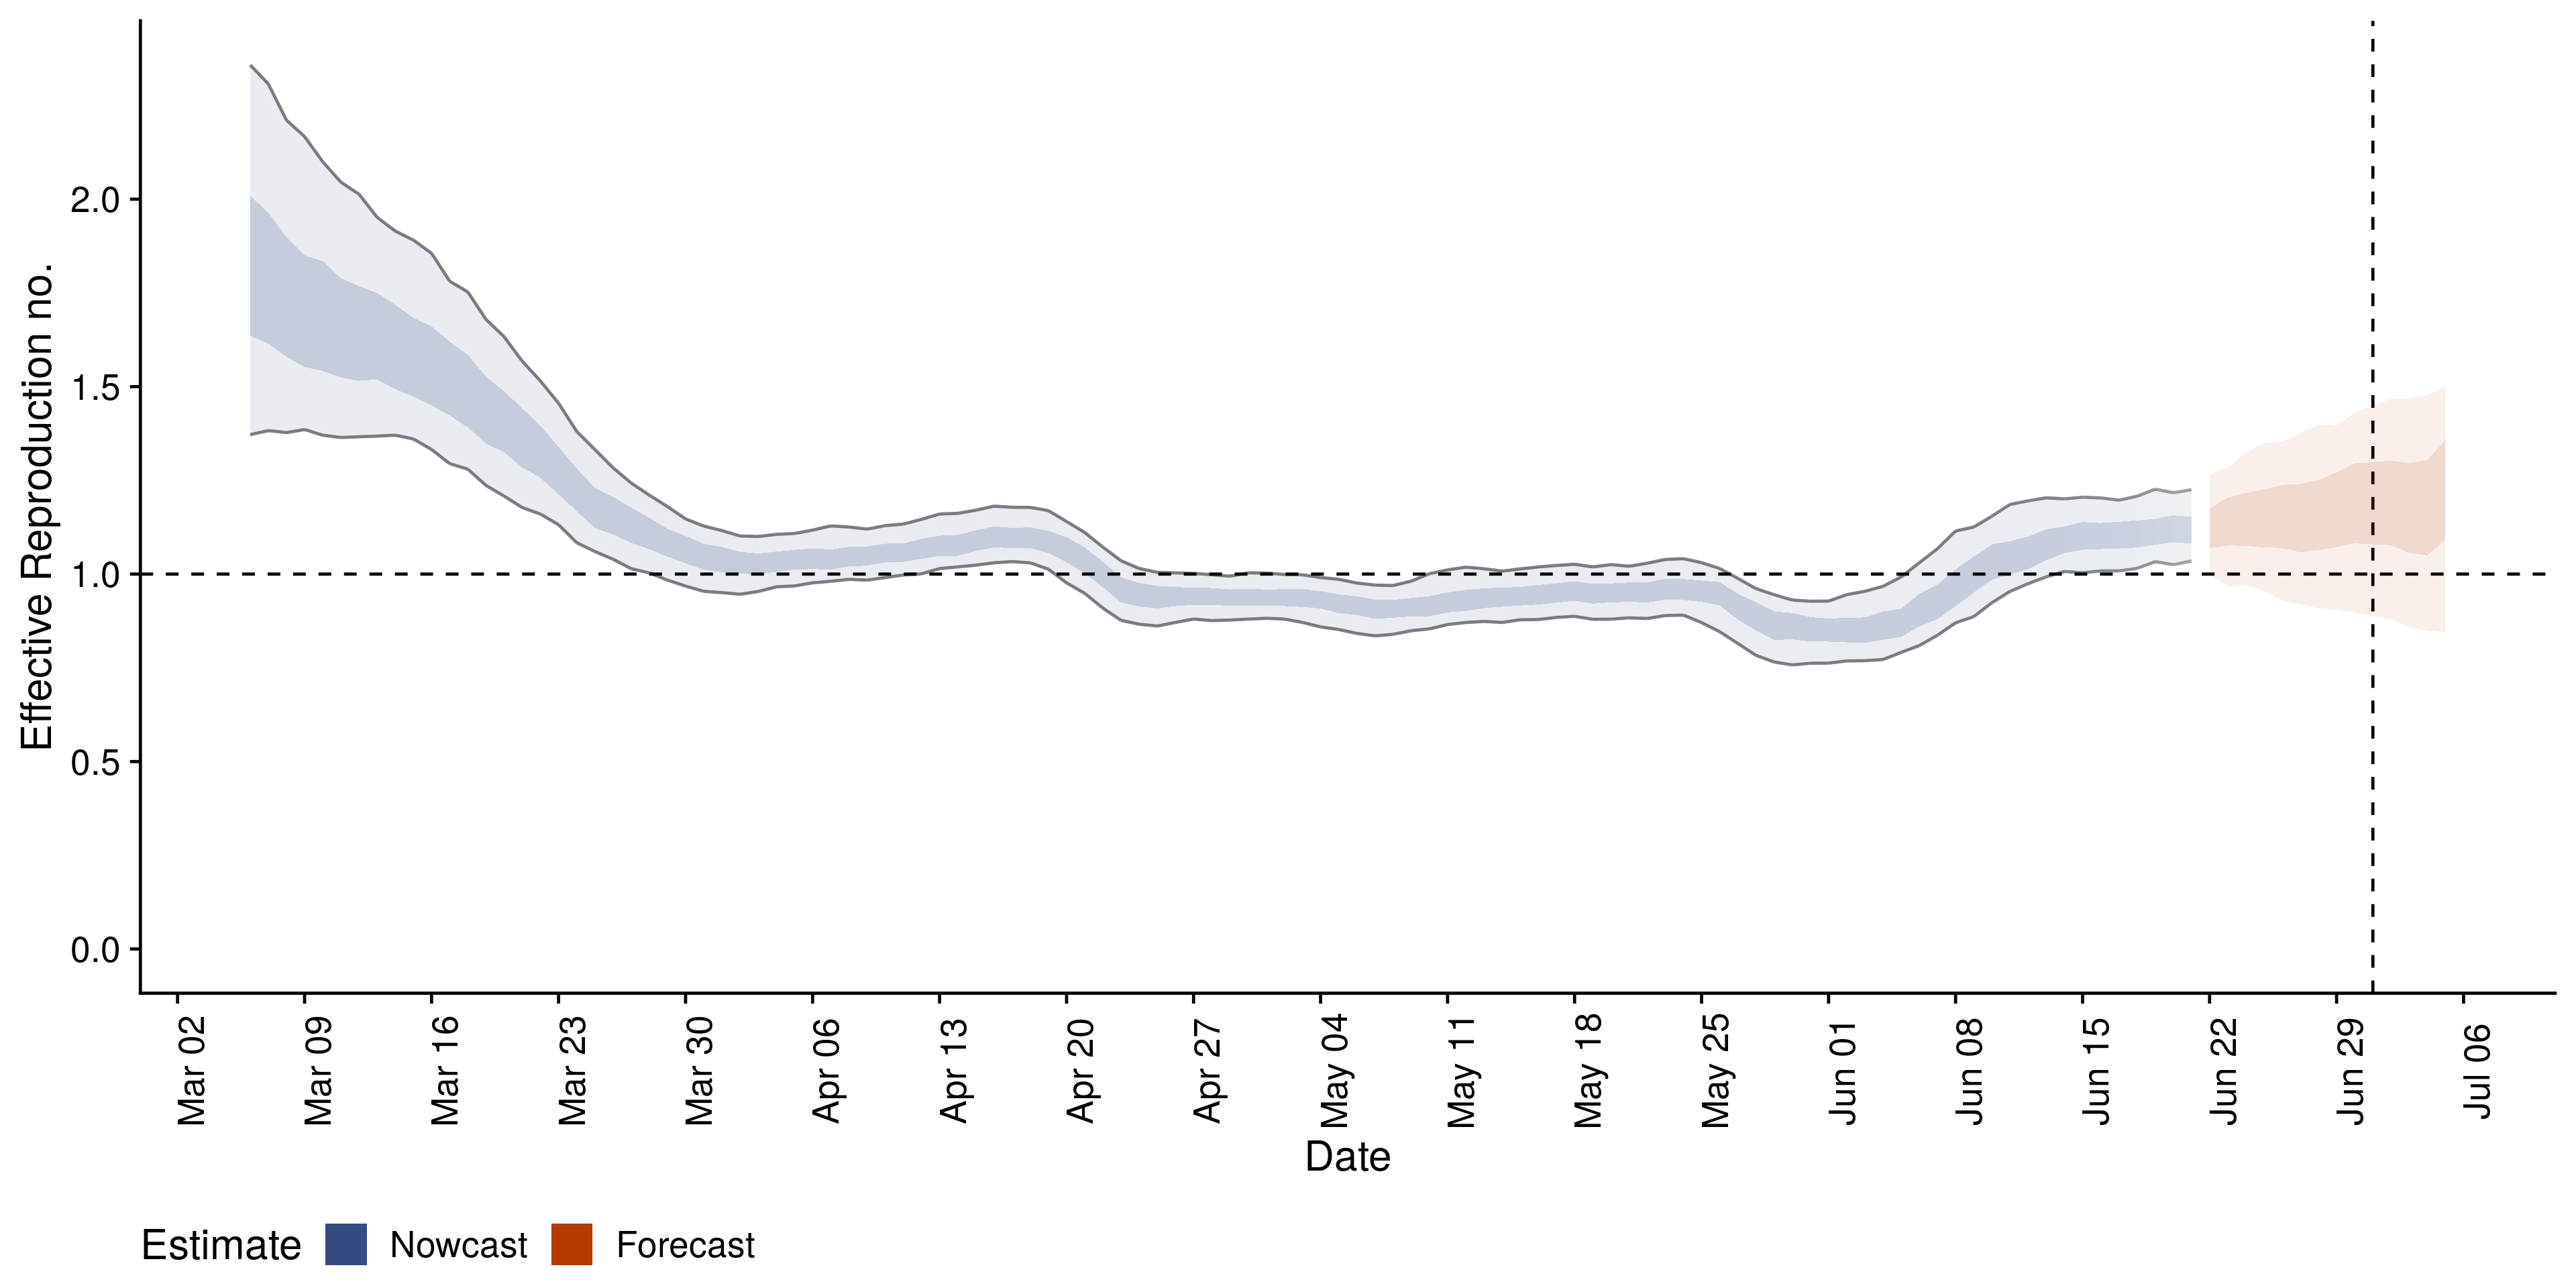 Effective Reproduction no.
2.0
1.5
1.0
0.5
0.0
Mar 02
Mar 09
Mar 16
Mar 23
Mar 30
Apr 06
Apr 13
Apr 20
Apr 27
May 04
May 11
May 18
May 25
Jun 01
Jun 08
Jun 15
Jun 22
Jun 29
Jul 06
Date
Estimate Nowcast Forecast